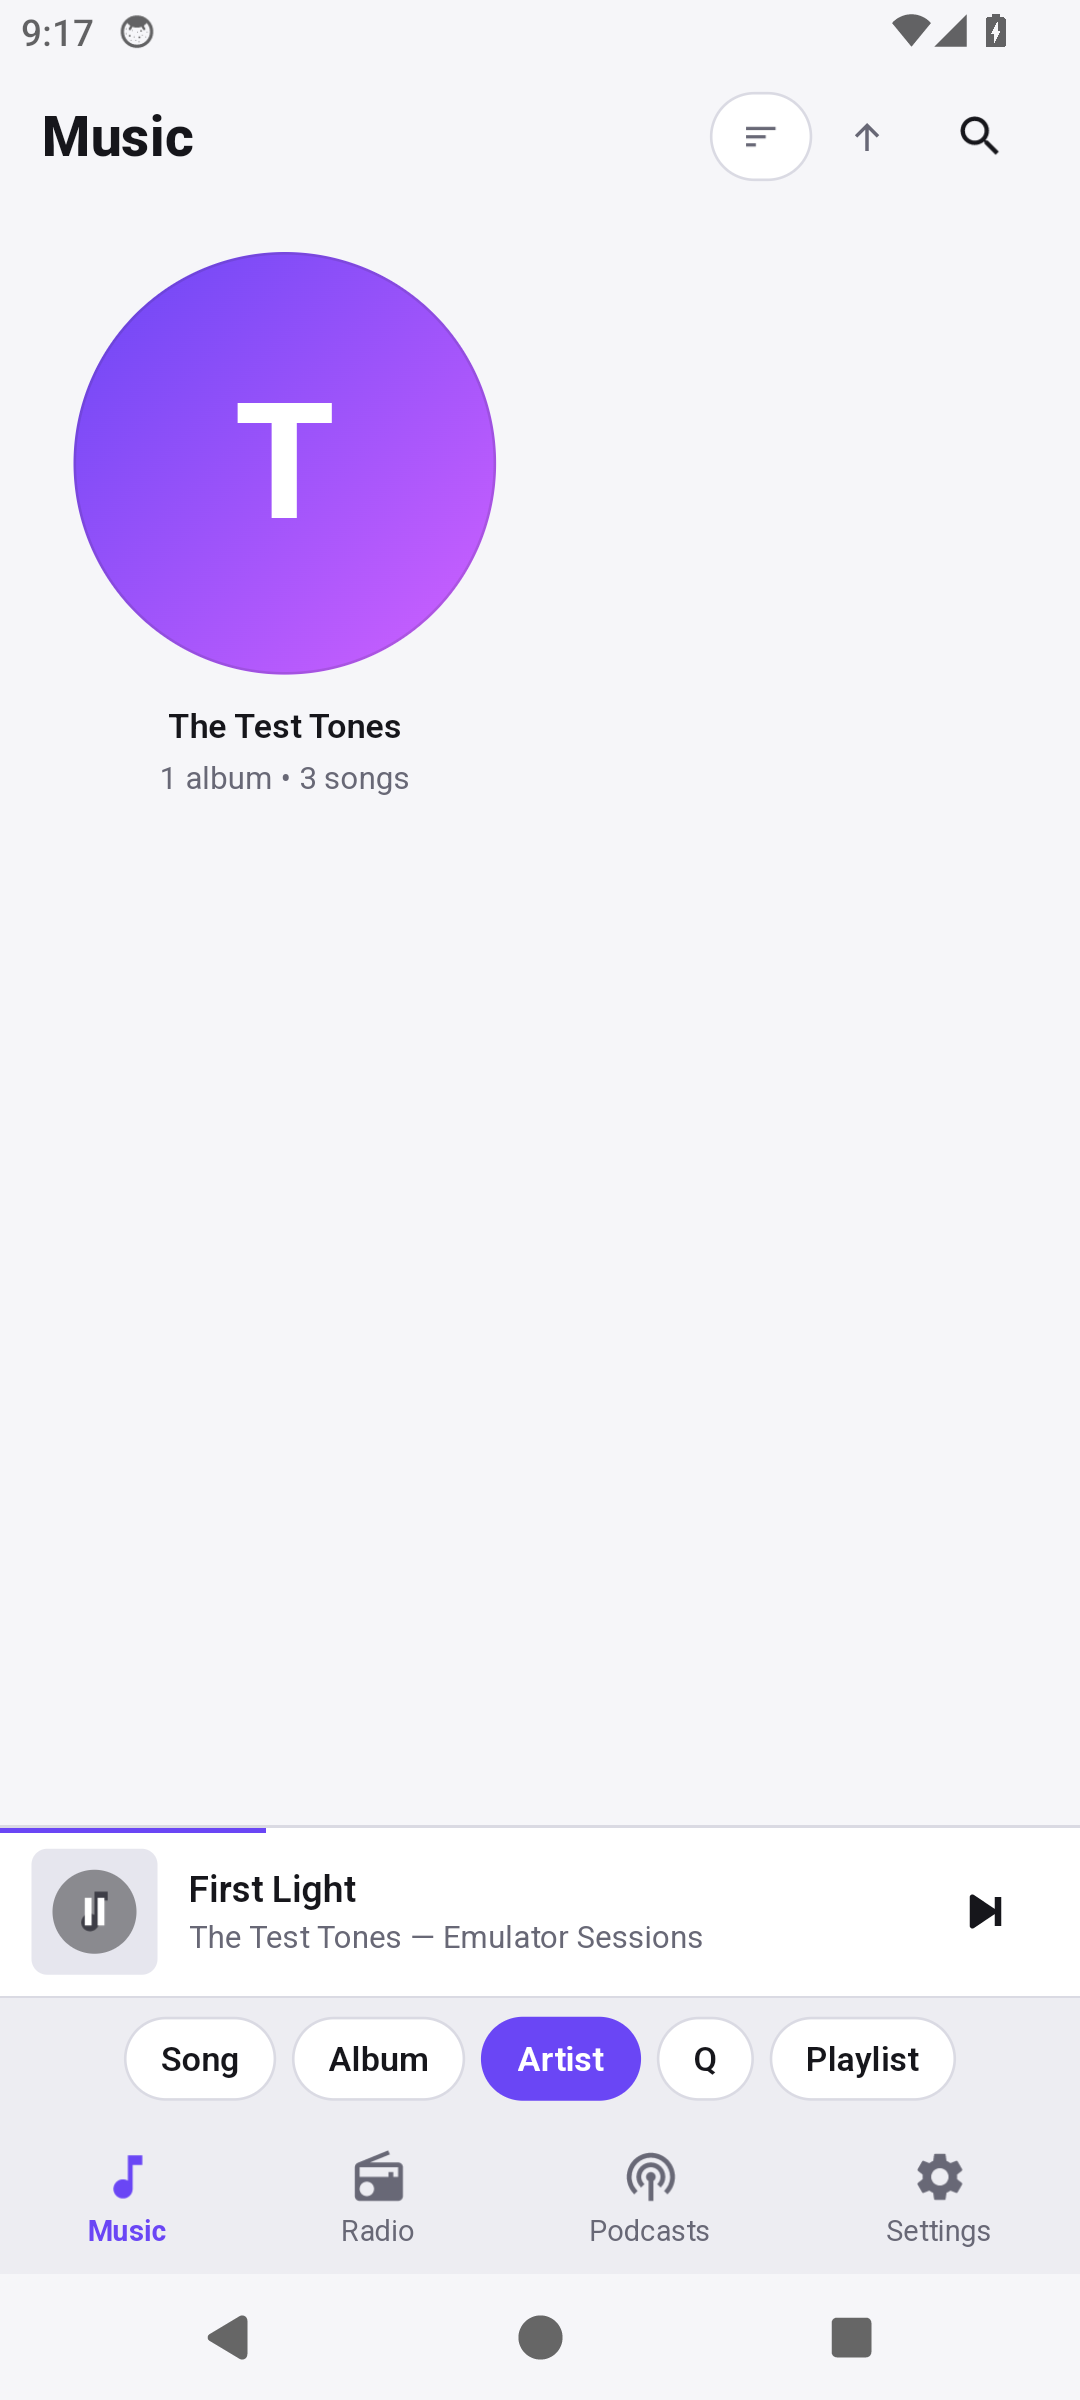 9:17
Music
T
The Test Tones
1 album • 3 songs
First Light
The Test Tones — Emulator Sessions
Song Album Artist Q Playlist
Music Radio Podcasts Settings